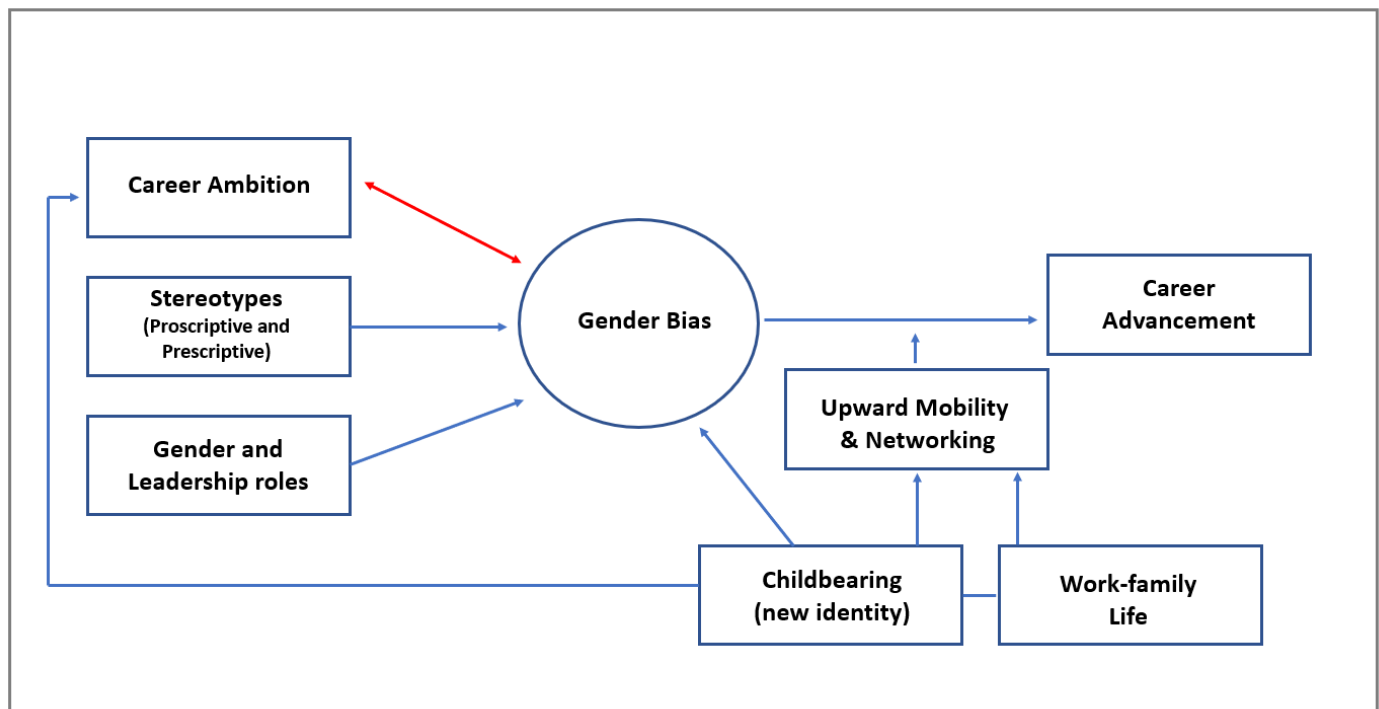 Career Ambition
Stereotypes
(Proscriptive and
Prescriptive)
Gender and
Leadership roles
Gender Bias
Career
Advancement
Upward Mobility
& Networking
Childbearing
(new identity)
Work-family
Life